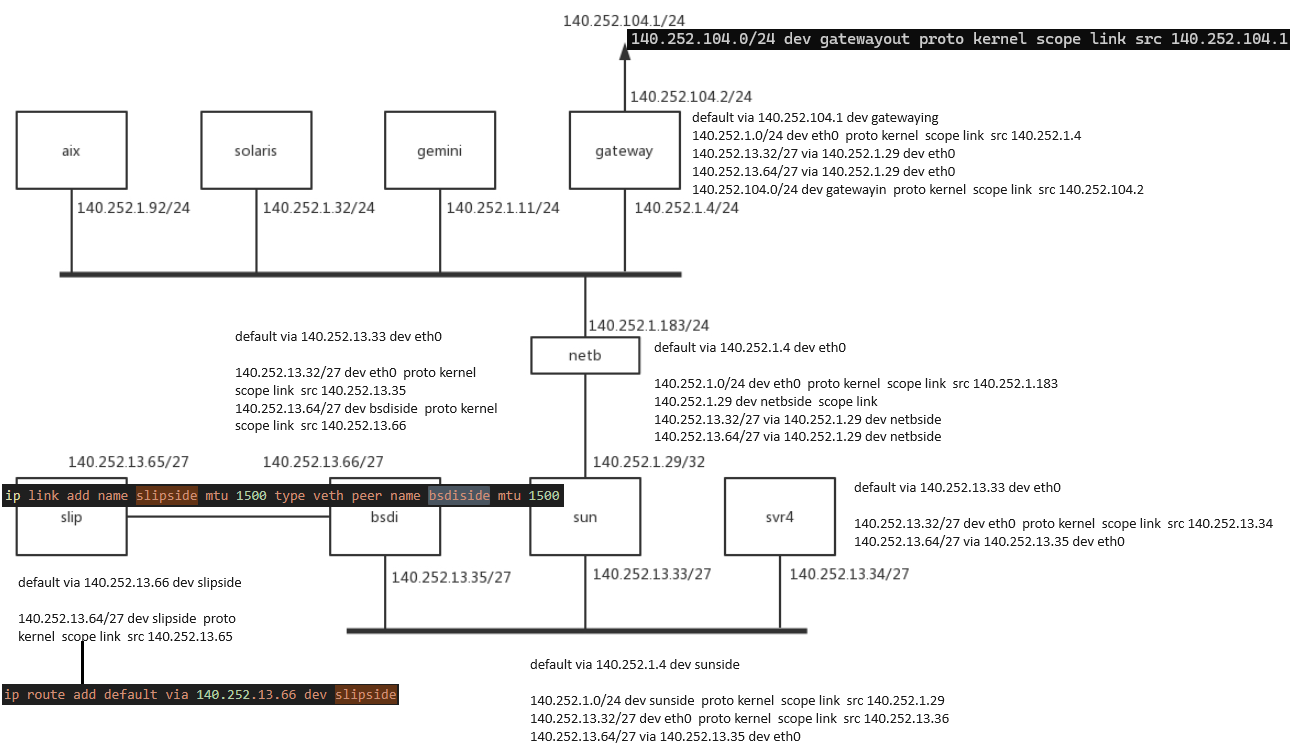 140.252.104.1/24
140.252.104.0/24 dev gatewayout proto kernel scope link src 140.252.104.1
140.252.104.2/24
aix
solaris
gemini
gateway
default via 140.252.104.1 dev gatewaying
140.252.1.0/24 dev eth0 proto kernel scope link src 140.252.1.4
140.252.13.32/27 via 140.252.1.29 dev eth0
140.252.13.64/27 via 140.252.1.29 dev eth0
140.252.104.0/24 dev gatewayin proto kernel scope link src 140.252.104.2
140.252.1.92/24
140.252.1.32/24
140.252.1.11/24
140.252.1.4/24
140.252.1.183/24
netb
default via 140.252.1.4 dev eth0
140.252.1.0/24 dev eth0 proto kernel scope link src 140.252.1.183
140.252.1.29 dev netbside scope link
140.252.13.32/27 via 140.252.1.29 dev netbside
140.252.13.64/27 via 140.252.1.29 dev netbside
default via 140.252.13.33 dev eth0
140.252.13.32/27 dev eth0 proto kernel
scope link src 140.252.13.35
140.252.13.64/27 dev bsdiside proto kernel
scope link src 140.252.13.66
140.252.13.65/27
140.252.13.66/27
140.252.1.29/32
ip link add name slipside mtu 1500 type veth peer name bsdiside mtu 1500
slip
bsdi
sun
svr4
default via 140.252.13.33 dev eth0
140.252.13.32/27 dev eth0 proto kernel scope link src 140.252.13.34
140.252.13.64/27 via 140.252.13.35 dev eth0
140.252.13.35/27
140.252.13.33/27
140.252.13.34/27
default via 140.252.13.66 dev slipside
140.252.13.64/27 dev slipside proto
kernel scope link src 140.252.13.65
ip route add default via 140.252.13.66 dev slipside
default via 140.252.1.4 dev sunside
140.252.1.0/24 dev sunside proto kernel scope link src 140.252.1.29
140.252.13.32/27 dev eth0 proto kernel scope link src 140.252.13.36
140.252.13.64/27 via 140.252.13.35 dev eth0